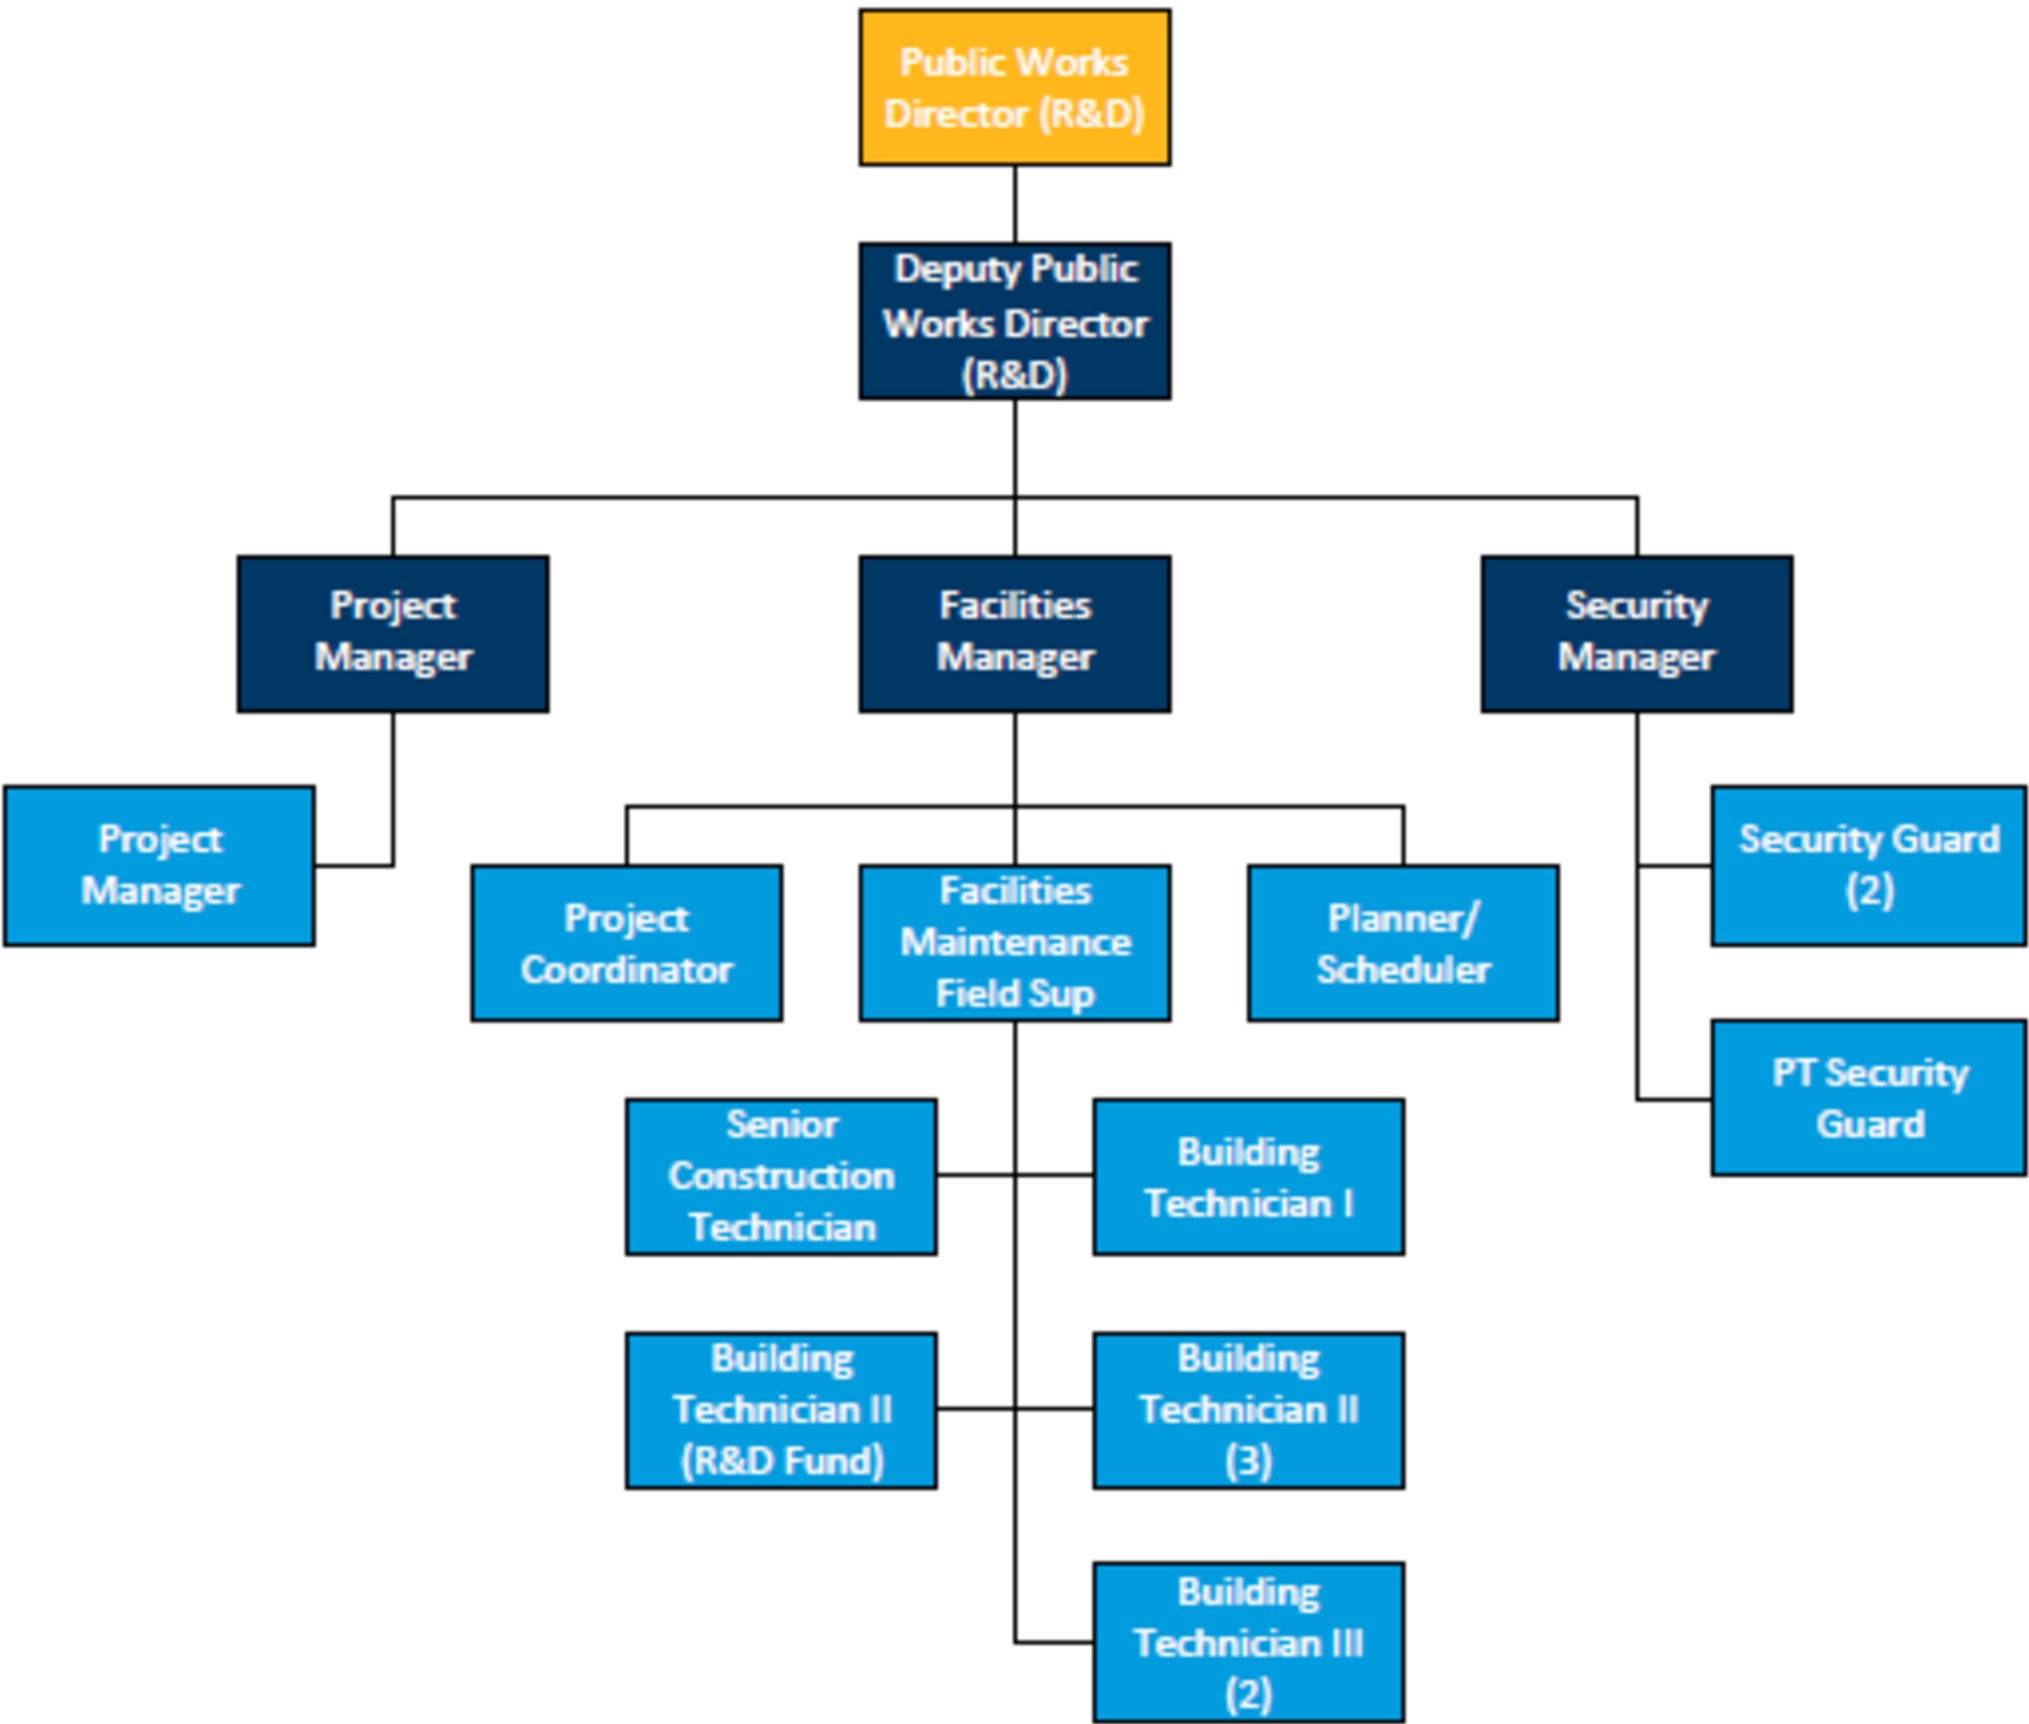 Public Works
Director (R&D)
Deputy Public
Works Director
(R&D)
Project
Manager
Facilities
Manager
Security
Manager
Project
Manager
Project
Coordinator
Facilities
Maintenance
Field Sup
Planner/
Scheduler
Security Guard
(2)
PT Security
Guard
Senior
Construction
Technician
Building
Technician I
Building
Technician II
(R&D Fund)
Building
Technician II
(3)
Building
Technician III
(2)